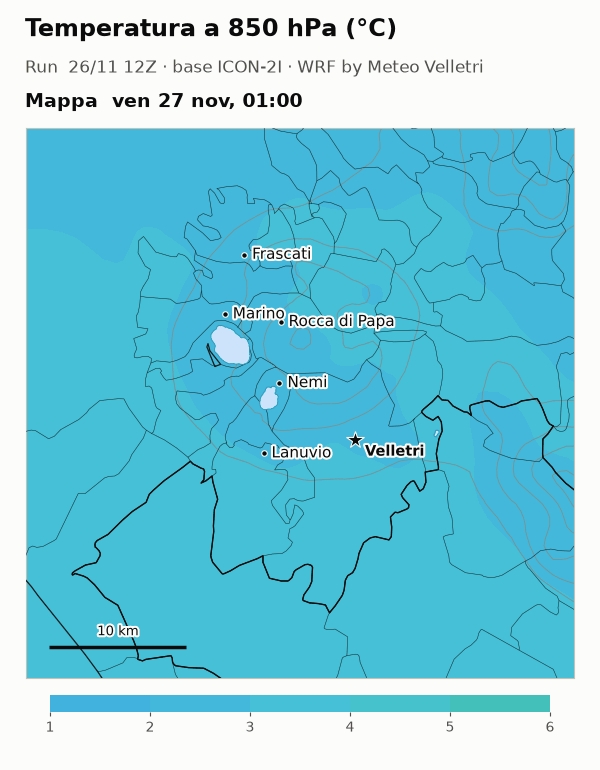 Temperatura a 850 hPa (°C)
Run  26/11 12Z · base ICON-2I · WRF by Meteo Velletri
Mappa  ven 27 nov, 01:00
Frascati
Marino
Rocca di Papa
Nemi
Velletri
Lanuvio
10 km
1 2 3 4 5 6